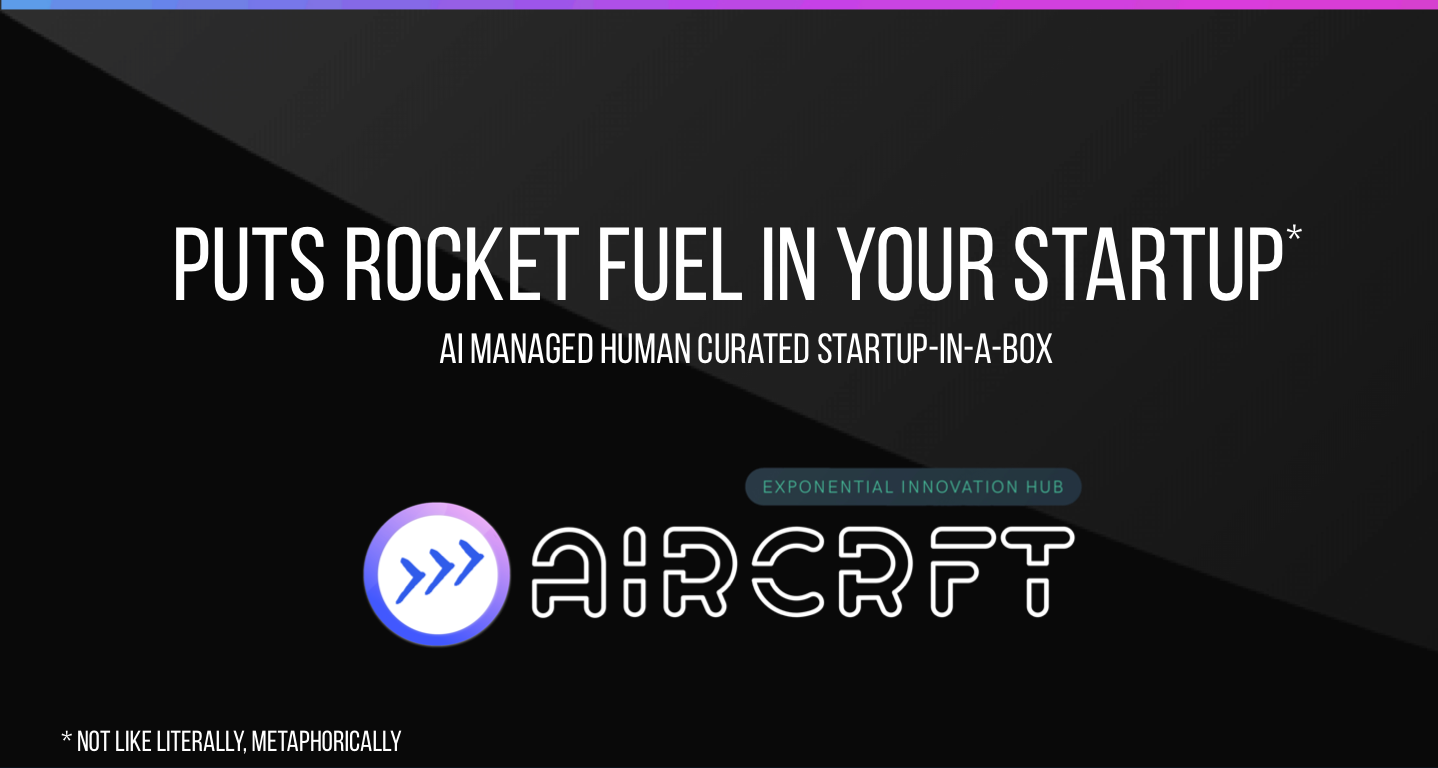 PUTS ROCKET FUEL IN YOUR STARTUP*
AI MANAGED HUMAN CURATED STARTUP-IN-A-BOX
EXPONENTIAL INNOVATION HUB
AIRCRFT
* NOT LIKE LITERALLY, METAPHORICALLY